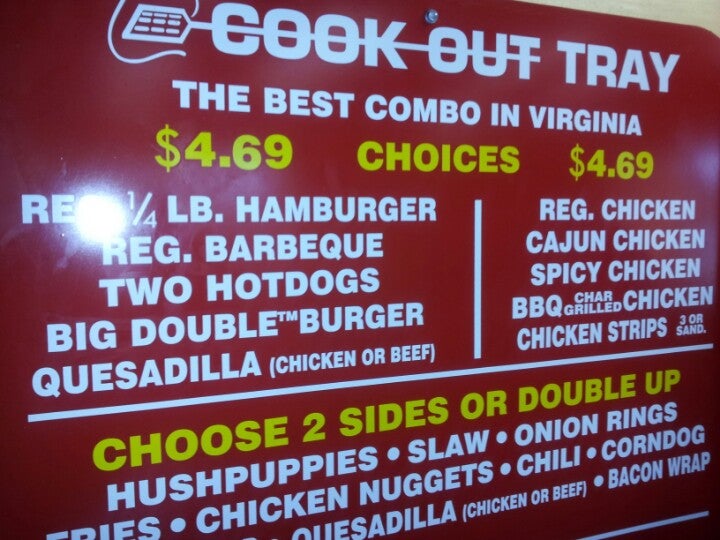 COOK OUT TRAY
THE BEST COMBO IN VIRGINIA
$4.69 CHOICES $4.69
REG. 1/4 LB. HAMBURGER
REG. BARBEQUE
TWO HOTDOGS
BIG DOUBLE™ BURGER
QUESADILLA (CHICKEN OR BEEF)
REG. CHICKEN
CAJUN CHICKEN
SPICY CHICKEN
BBQ CHAR GRILLED CHICKEN
CHICKEN STRIPS 3 OR SAND.
CHOOSE 2 SIDES OR DOUBLE UP
HUSHPUPPIES • SLAW • ONION RINGS
FRIES • CHICKEN NUGGETS • CHILI • CORNDOG
• QUESADILLA (CHICKEN OR BEEF) • BACON WRAP